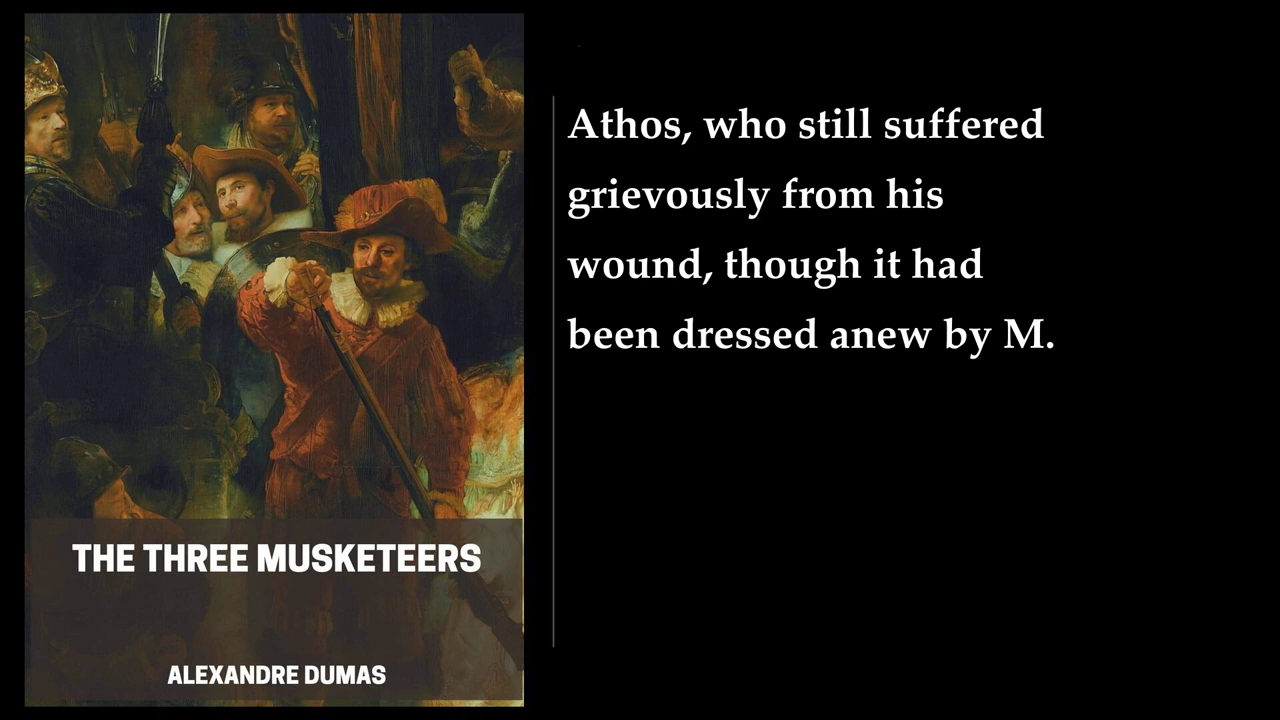 THE THREE MUSKETEERS
ALEXANDRE DUMAS
Athos, who still suffered
grievously from his
wound, though it had
been dressed anew by M.